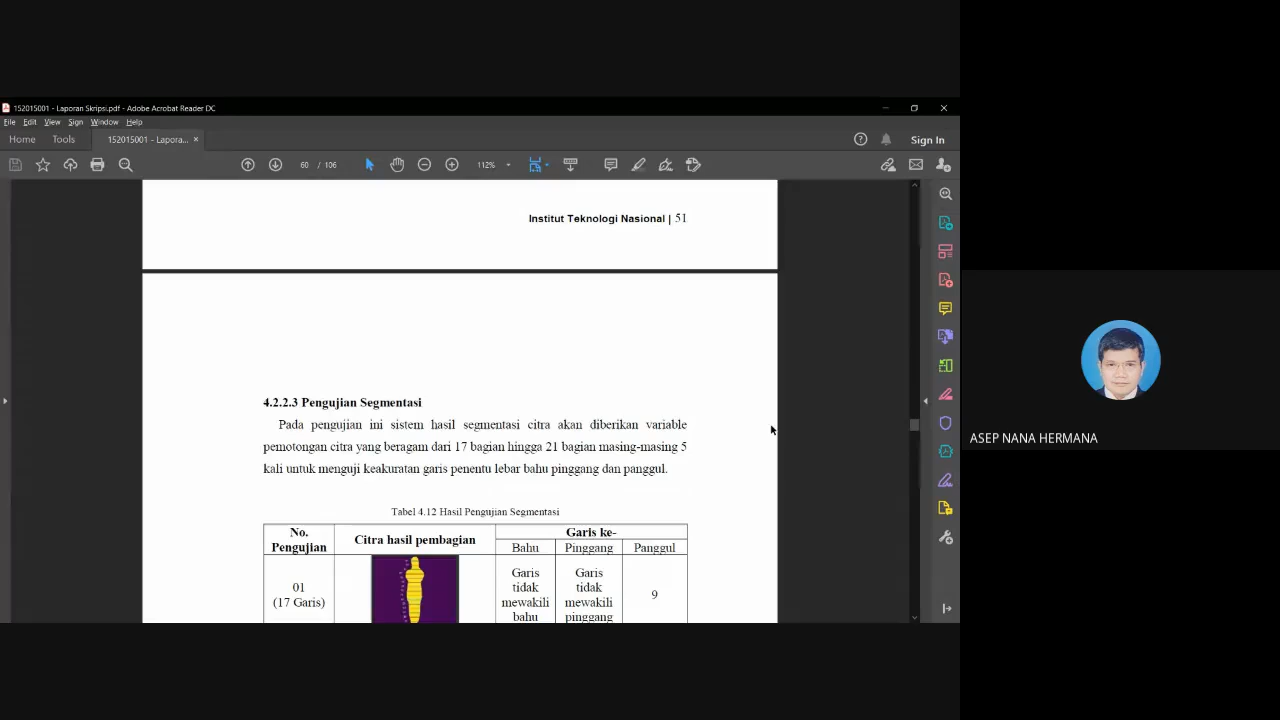 152015001 - Laporan Skripsi.pdf - Adobe Acrobat Reader DC
File Edit View Sign Window Help
Home Tools 152015001 - Lapora... × Sign In
60 / 106 112%
Institut Teknologi Nasional | 51
4.2.2.3 Pengujian Segmentasi
Pada pengujian ini sistem hasil segmentasi citra akan diberikan variable
pemotongan citra yang beragam dari 17 bagian hingga 21 bagian masing-masing 5
kali untuk menguji keakuratan garis penentu lebar bahu pinggang dan panggul.
Tabel 4.12 Hasil Pengujian Segmentasi
No. Pengujian Citra hasil pembagian Garis ke-
Bahu Pinggang Panggul
01 (17 Garis) Garis tidak mewakili bahu Garis tidak mewakili pinggang 9
ASEP NANA HERMANA